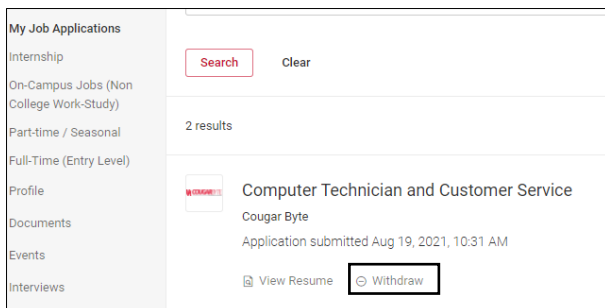 My Job Applications
Internship
On-Campus Jobs (Non
College Work-Study)
Part-time / Seasonal
Full-Time (Entry Level)
Profile
Documents
Events
Interviews
Search Clear
2 results
Computer Technician and Customer Service
Cougar Byte
Application submitted Aug 19, 2021, 10:31 AM
View Resume Withdraw